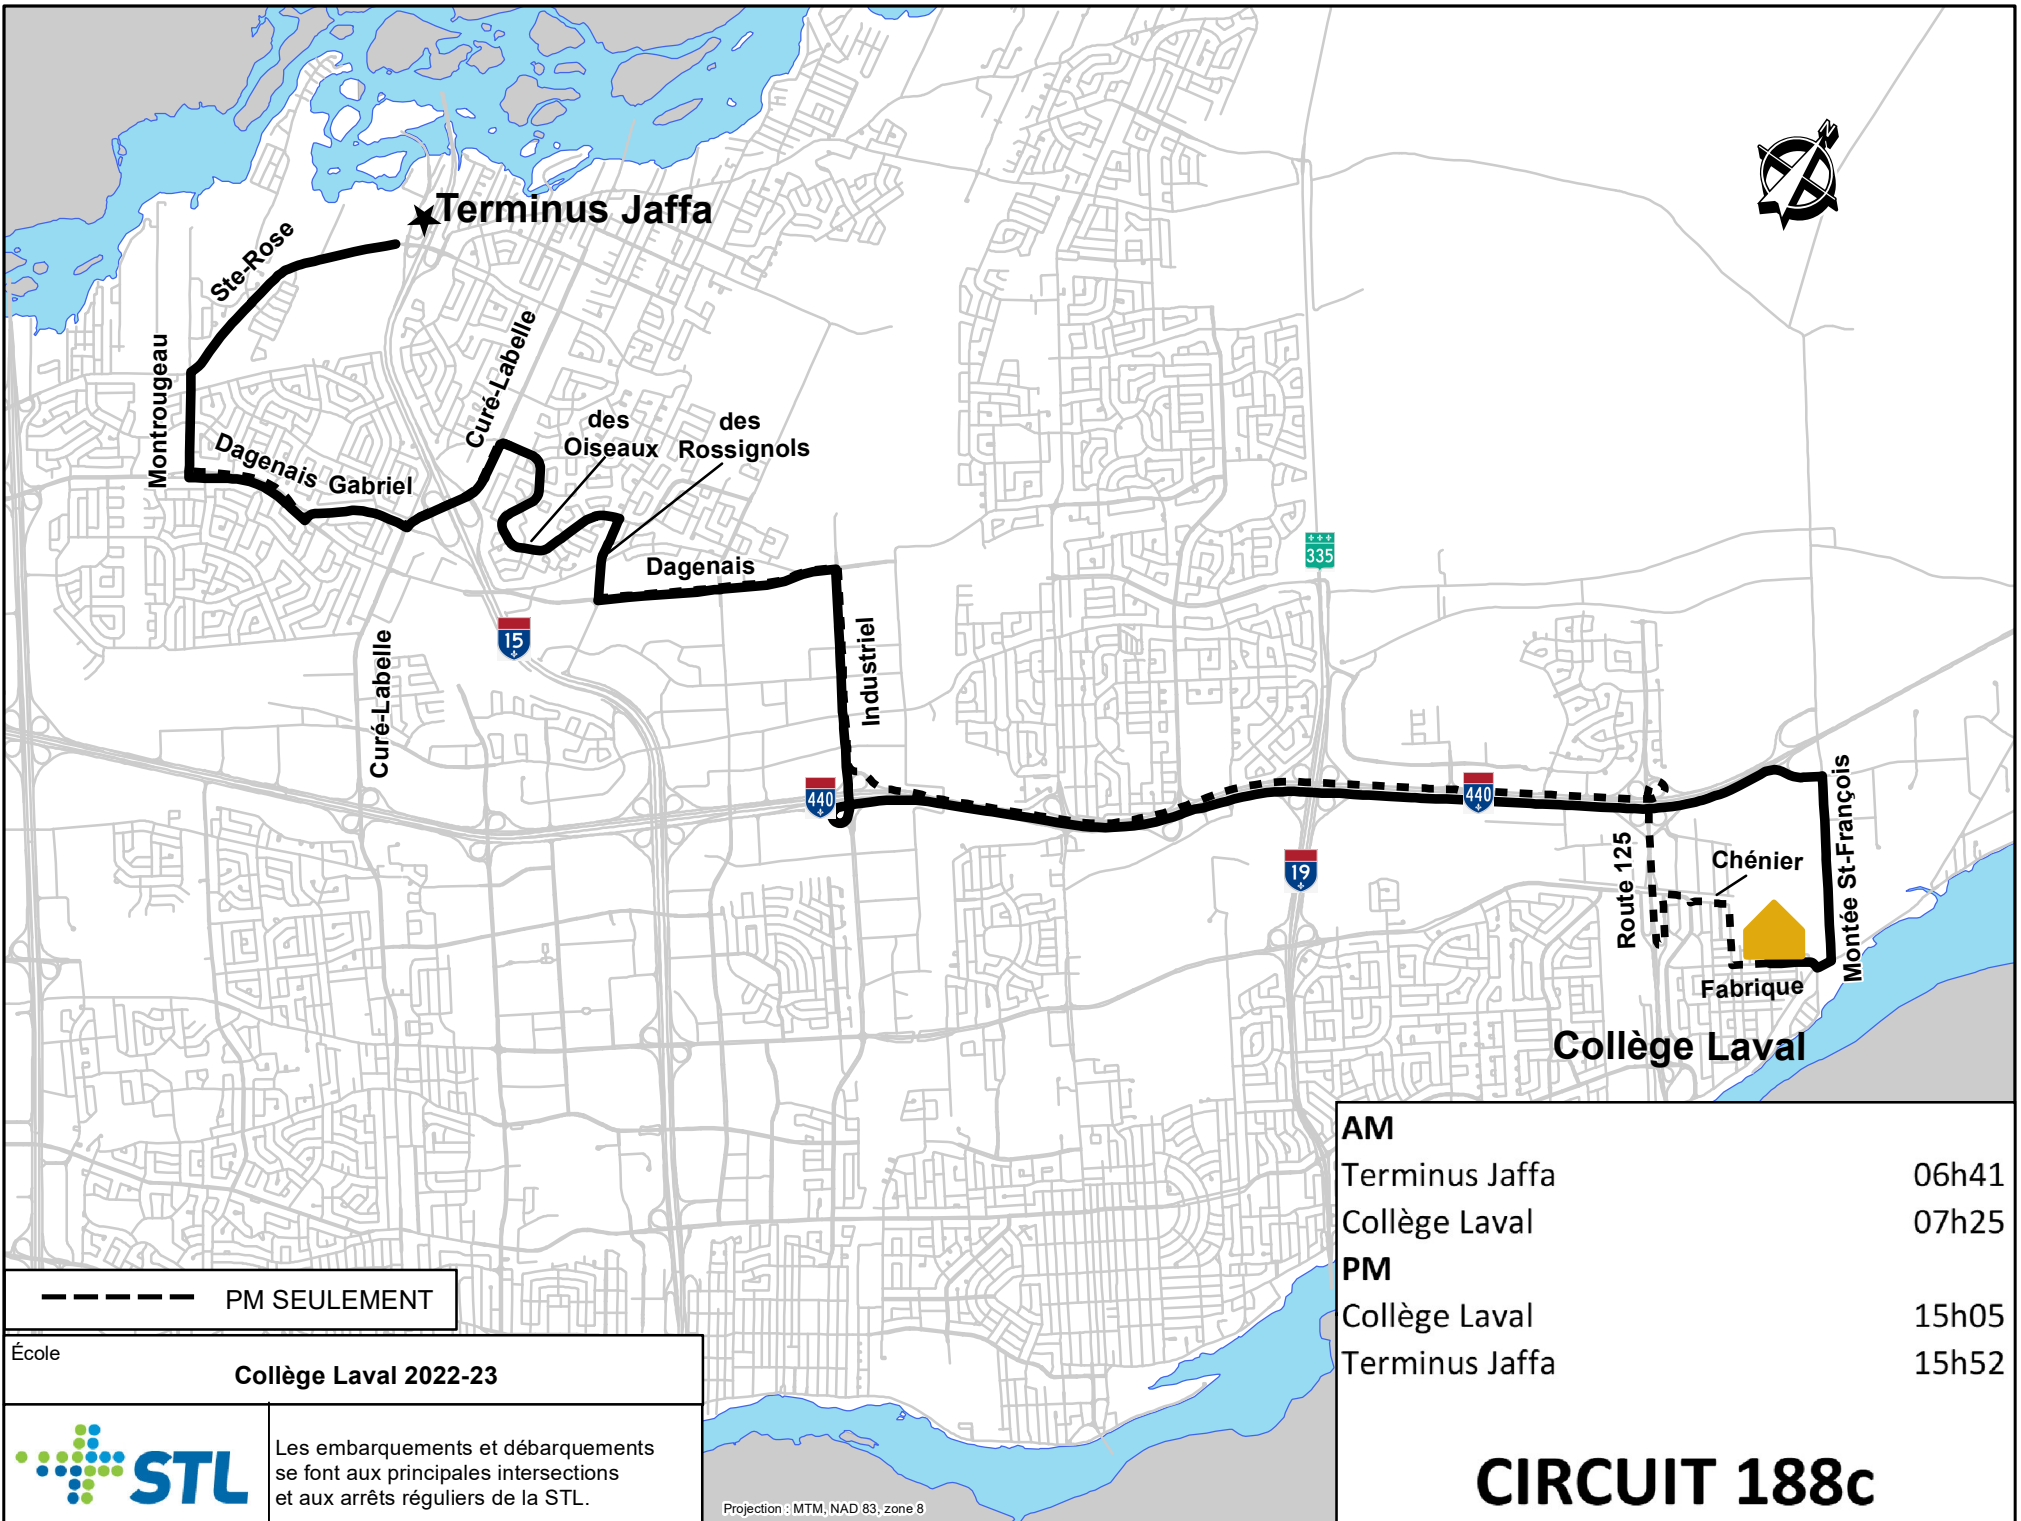 N
Terminus Jaffa
Ste-Rose
Montrougeau
Curé-Labelle
des
Oiseaux
des
Rossignols
Dagenais
Gabriel
Dagenais
335
15
Industriel
Curé-Labelle
440
440
19
Route 125
Chénier
Montée St-François
Fabrique
Collège Laval
AM
Terminus Jaffa 06h41
Collège Laval 07h25
PM
Collège Laval 15h05
Terminus Jaffa 15h52
CIRCUIT 188c
PM SEULEMENT
École
Collège Laval 2022-23
STL
Les embarquements et débarquements
se font aux principales intersections
et aux arrêts réguliers de la STL.
Projection : MTM, NAD 83, zone 8